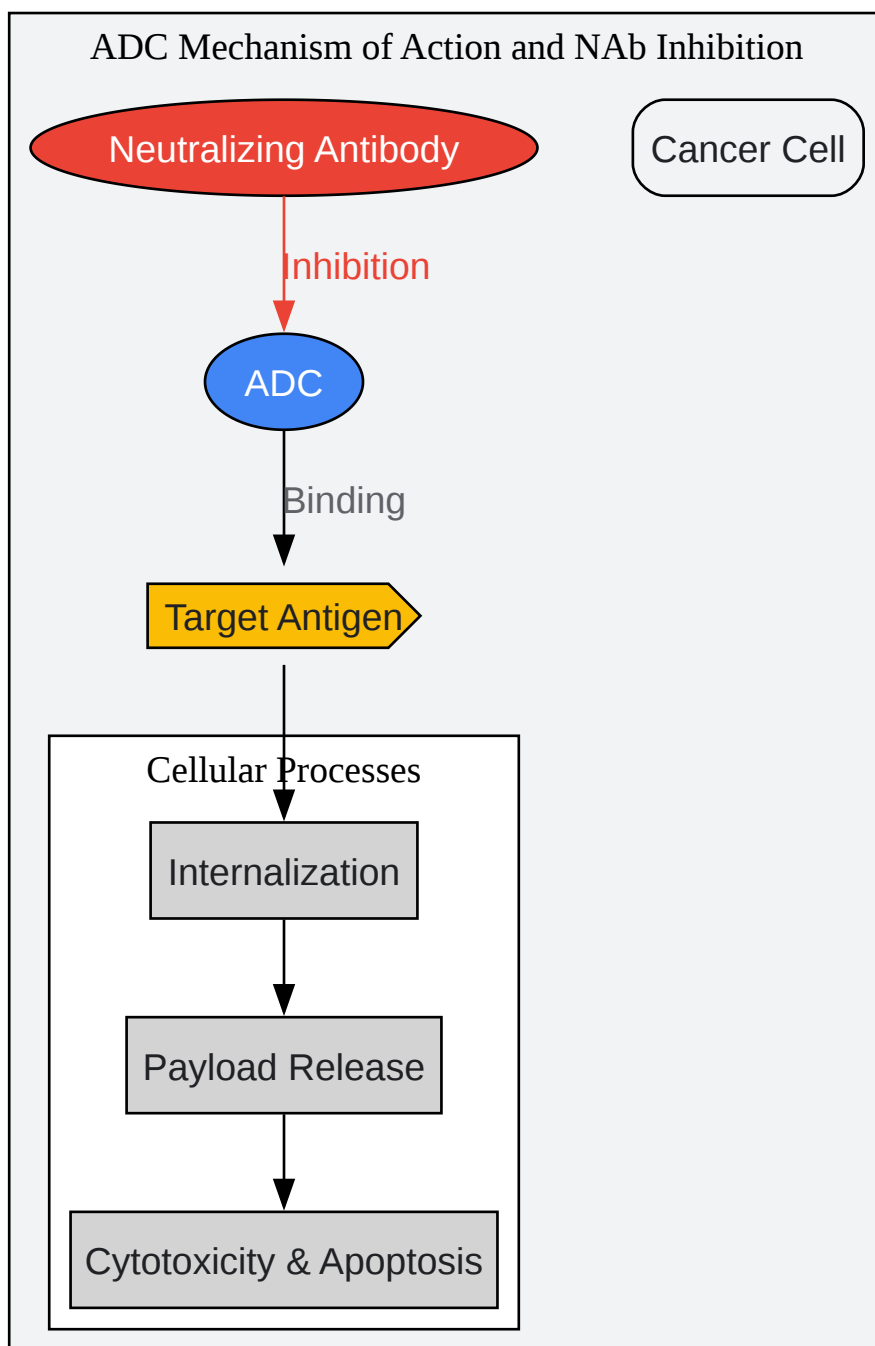 ADC Mechanism of Action and NAb Inhibition
Neutralizing Antibody
Cancer Cell
Inhibition
ADC
Binding
Target Antigen
Cellular Processes
Internalization
Payload Release
Cytotoxicity & Apoptosis